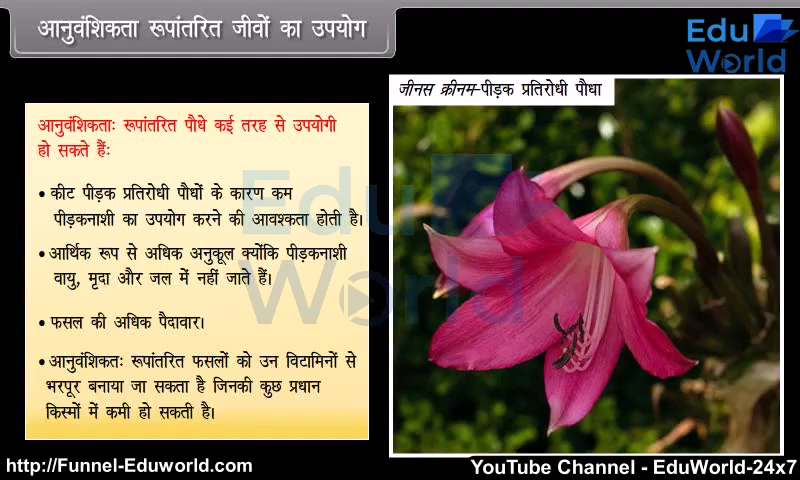 आनुवंशिकता रूपांतरित जीवों का उपयोग
Edu
World
जीनस क्रीनम-पीड़क प्रतिरोधी पौधा
आनुवंशिकताः रूपांतरित पौधे कई तरह से उपयोगी
हो सकते हैंः
• कीट पीड़क प्रतिरोधी पौधों के कारण कम
पीड़कनाशी का उपयोग करने की आवश्कता होती है।
• आर्थिक रूप से अधिक अनुकूल क्योंकि पीड़कनाशी
वायु, मृदा और जल में नहीं जाते हैं।
• फसल की अधिक पैदावार।
• आनुवंशिकतः रूपांतरित फसलों को उन विटामिनों से
भरपूर बनाया जा सकता है जिनकी कुछ प्रधान
किस्मों में कमी हो सकती है।
Edu
World
http://Funnel-Eduworld.com
YouTube Channel - EduWorld-24x7